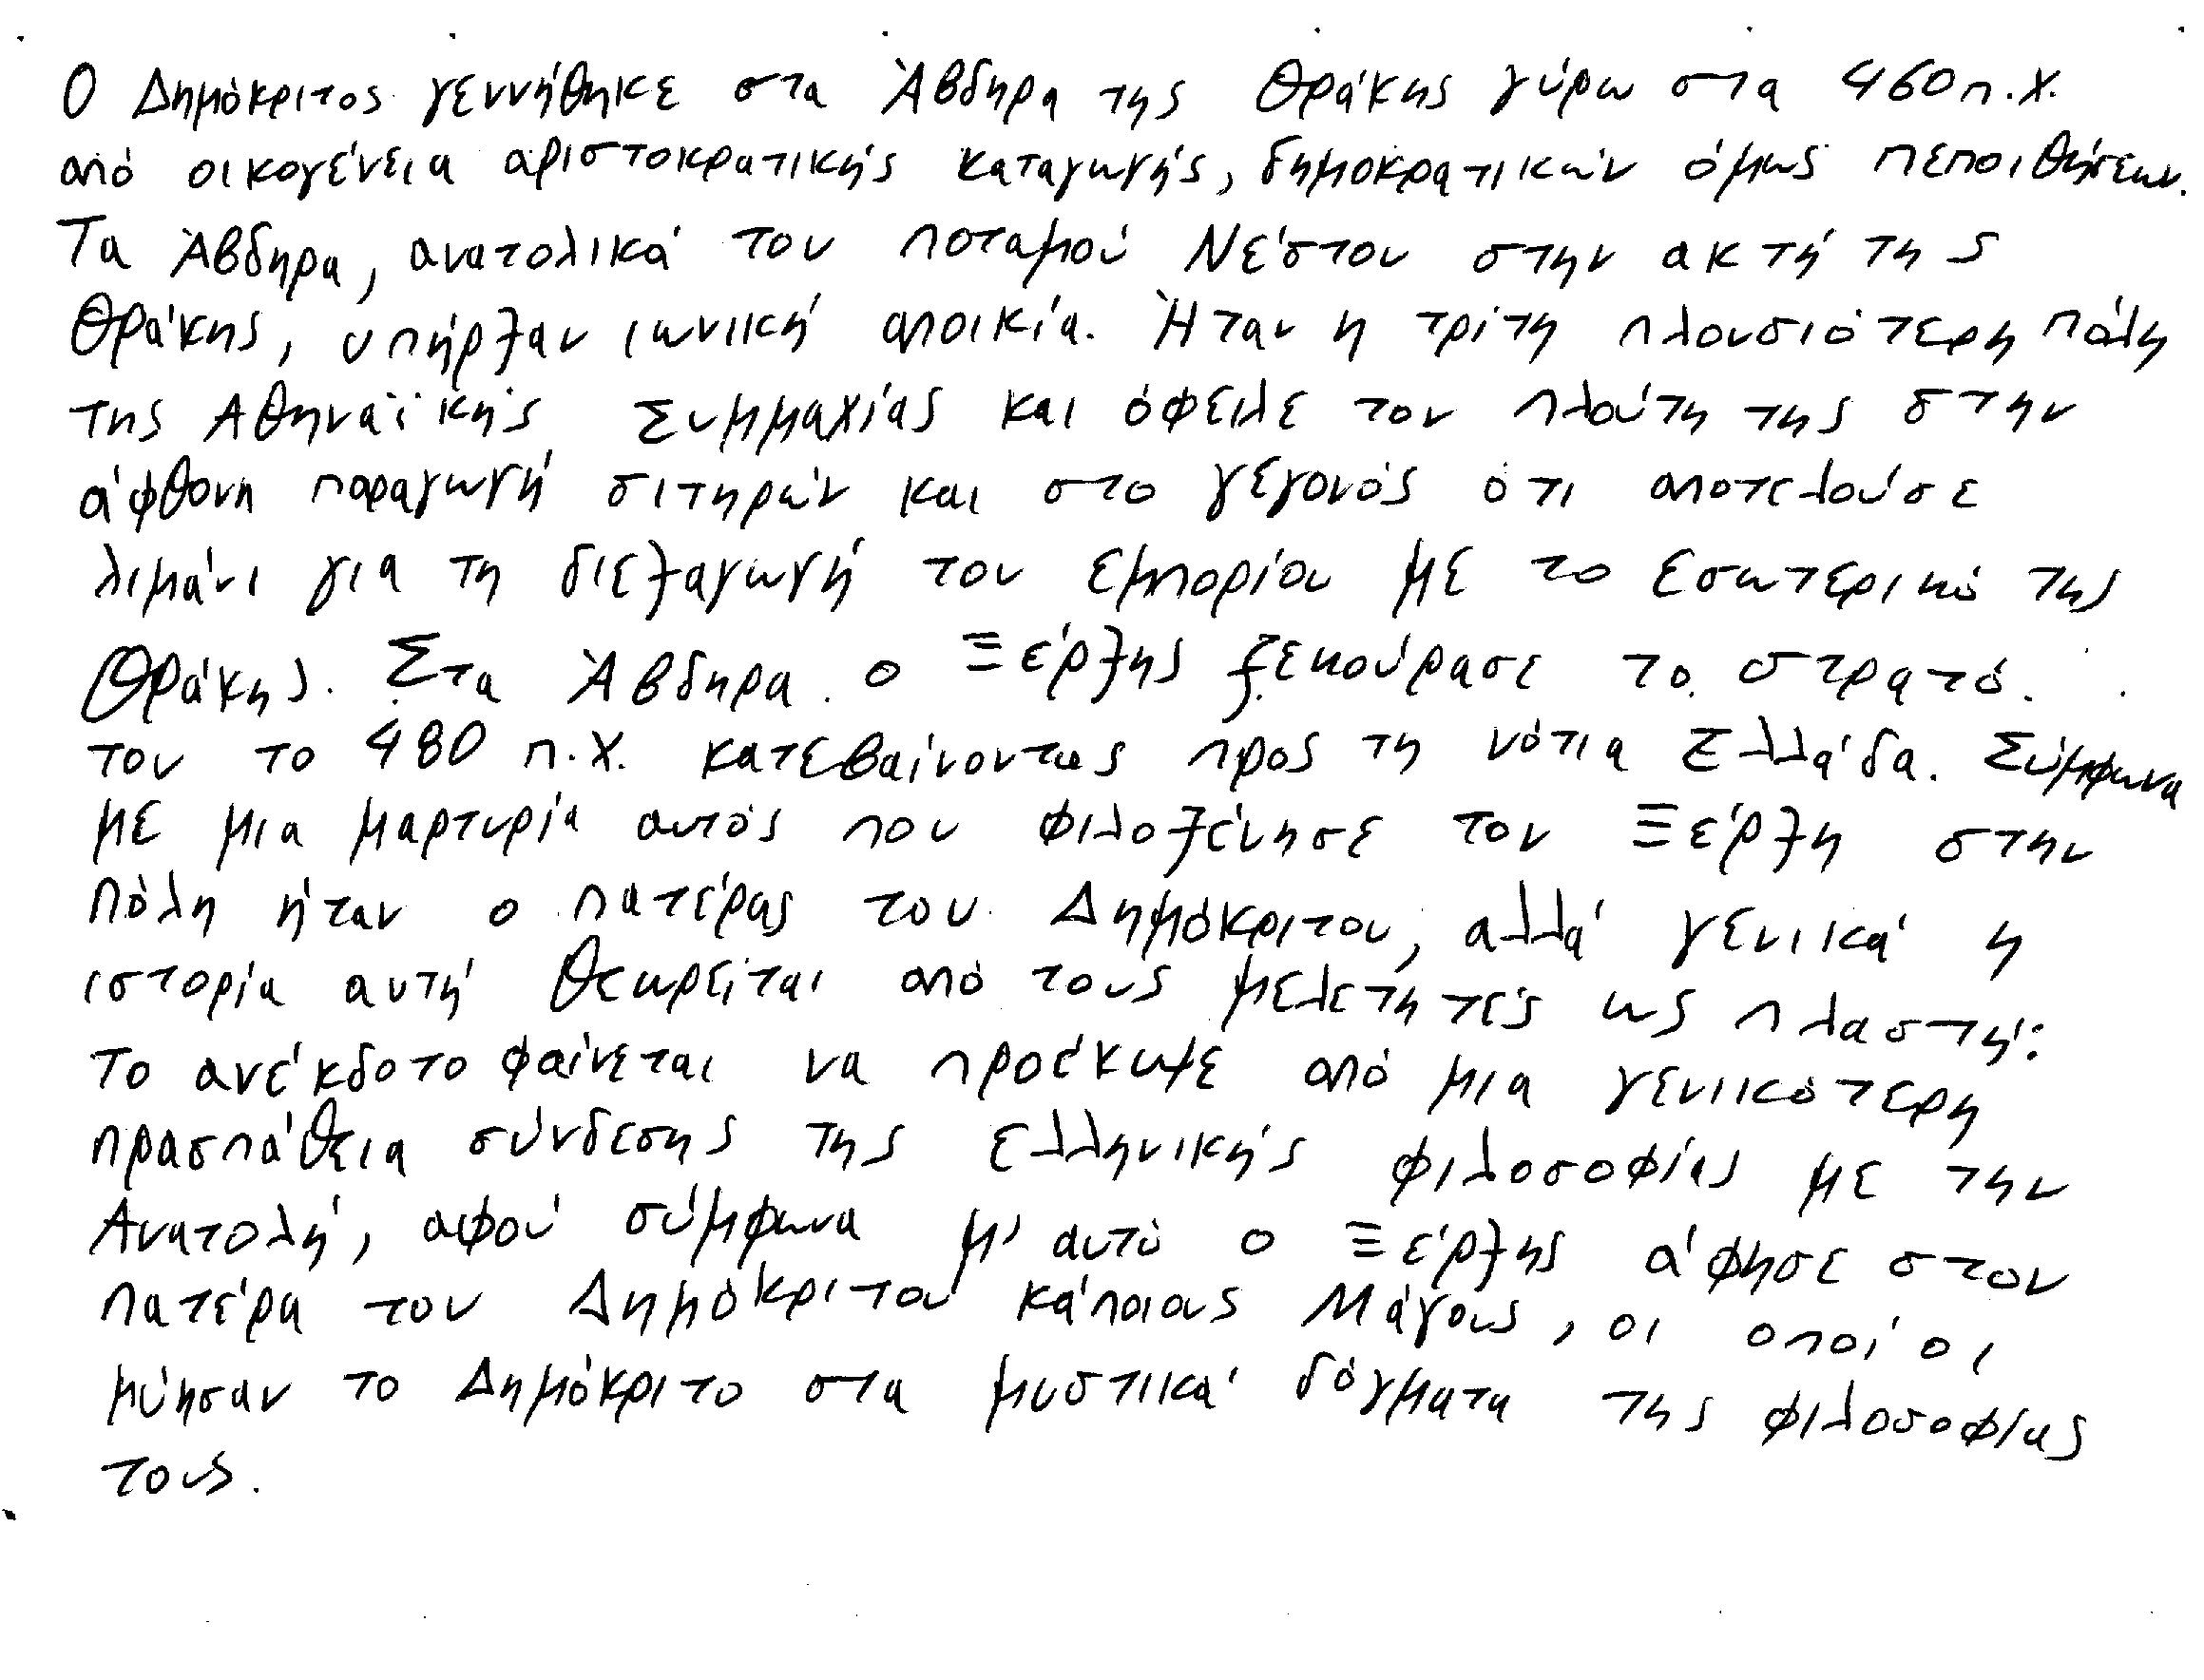 Ο Δημόκριτος γεννήθηκε στα Άβδηρα της Θράκης γύρω στα 460 π.Χ.
από οικογένεια αριστοκρατικής καταγωγής, δημοκρατικών όμως πεποιθήσεων.
Τα Άβδηρα, ανατολικά του ποταμού Νέστου στην ακτή της
Θράκης, υπήρξαν ιωνική αποικία. Ήταν η τρίτη πλουσιότερη πόλη
της Αθηναϊκής Συμμαχίας και όφειλε τον πλούτη της στην
άφθονη παραγωγή σιτηρών και στο γεγονός ότι αποτελούσε
λιμάνι για τη διεξαγωγή του εμπορίου με το εσωτερικό της
Θράκης. Στα Άβδηρα ο Ξέρξης ξεκούρασε το στρατό
του το 480 π.Χ. κατεβαίνοντας προς τη νότια Ελλάδα. Σύμφωνα
με μια μαρτυρία αυτός που φιλοξένησε τον Ξέρξη στην
πόλη ήταν ο πατέρας του Δημόκριτου, αλλά γενικά η
ιστορία αυτή θεωρείται από τους μελετητές ως πλαστή:
Το ανέκδοτο φαίνεται να προέκυψε από μια γενικότερη
πρασπάθεια σύνδεσης της ελληνικής φιλοσοφίας με την
Ανατολή, αφού σύμφωνα μ' αυτό ο Ξέρξης άφησε στον
πατέρα του Δημόκριτου κάποιους Μάγους, οι οποίοι
μύησαν το Δημόκριτο στα μυστικά δόγματα της φιλοσοφίας
τους.